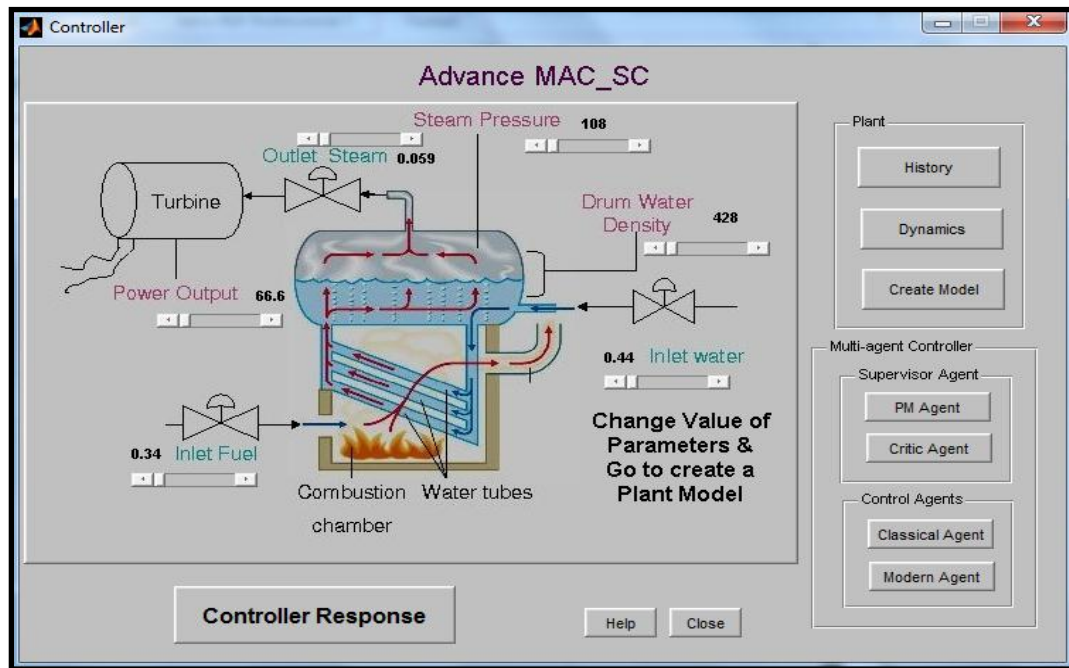 Controller
Advance MAC_SC
Steam Pressure 108
Outlet Steam 0.059
Turbine
Drum Water
Density
428
Power Output 66.6
0.44 Inlet water
0.34 Inlet Fuel
Combustion
chamber
Water tubes
Change Value of
Parameters &
Go to create a
Plant Model
Plant
History
Dynamics
Create Model
Multi-agent Controller
Supervisor Agent
PM Agent
Critic Agent
Control Agents
Classical Agent
Modern Agent
Controller Response
Help
Close